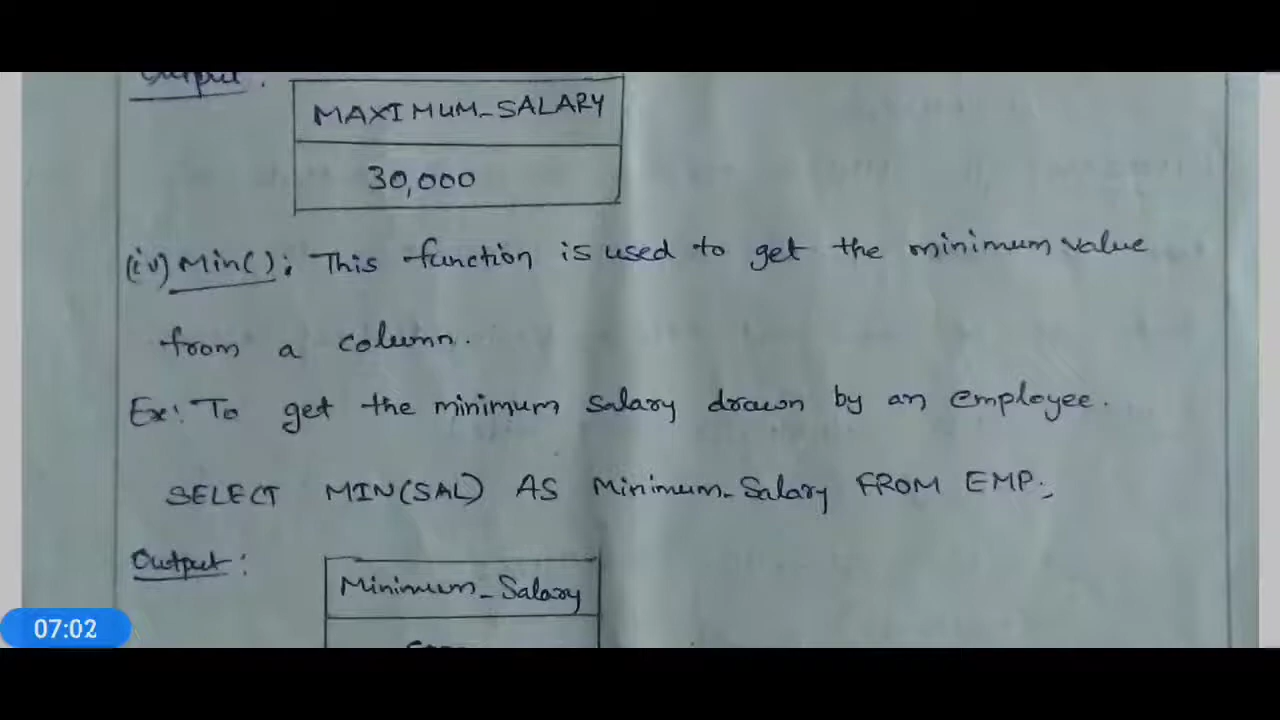 Output:
MAXIMUM_SALARY
30,000
(iv) Min(): This function is used to get the minimum value
from a column.
Ex: To get the minimum salary drawn by an employee.
SELECT MIN(SAL) AS Minimum_Salary FROM EMP;
Output:
Minimum_Salary
07:02